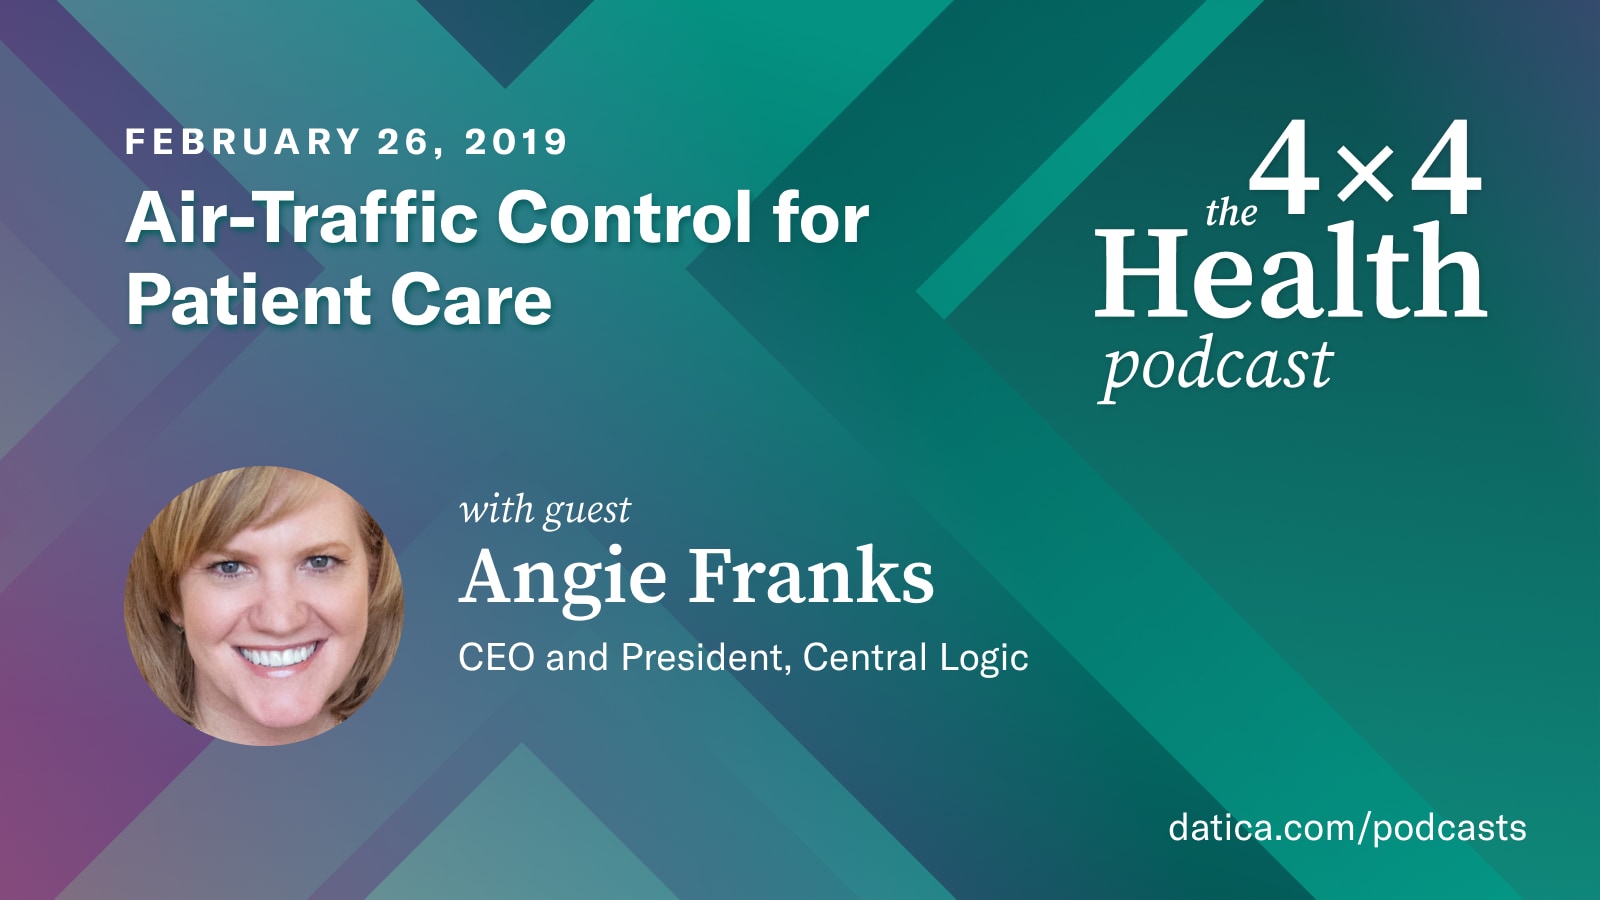 FEBRUARY 26, 2019
Air-Traffic Control for
Patient Care
the 4×4
Health
podcast
with guest
Angie Franks
CEO and President, Central Logic
datica.com/podcasts